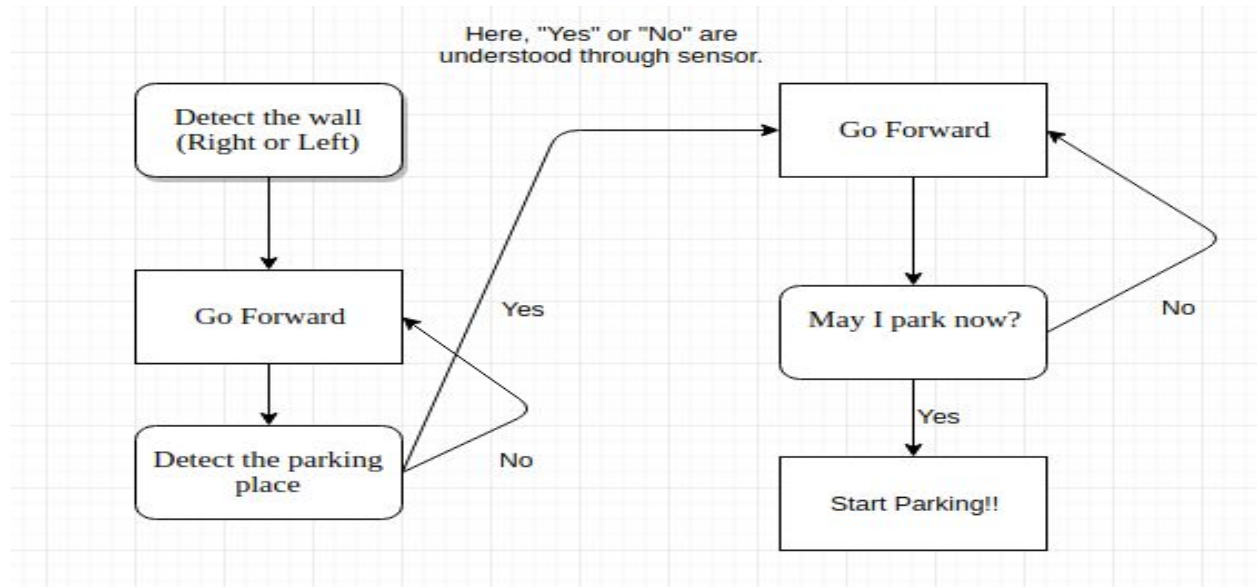 Here, "Yes" or "No" are
understood through sensor.
Detect the wall
(Right or Left)
Go Forward
Detect the parking
place
Yes
No
Go Forward
May I park now?
No
Yes
Start Parking!!